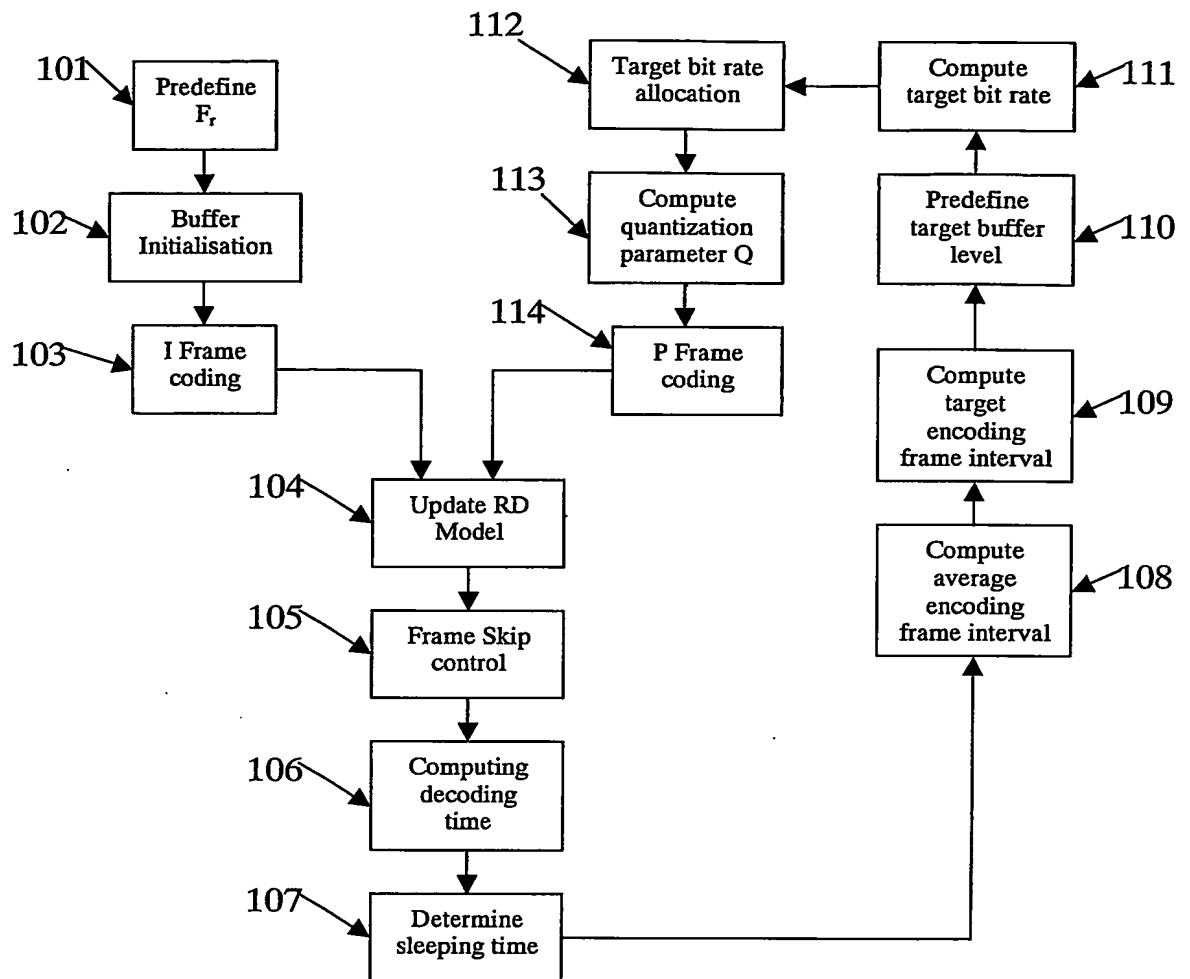 101
Predefine
Fr
102
Buffer
Initialisation
103
I Frame
coding
112
Target bit rate
allocation
113
Compute
quantization
parameter Q
114
P Frame
coding
Compute
target bit rate
111
Predefine
target buffer
level
110
Compute
target
encoding
frame interval
109
Compute
average
encoding
frame interval
108
104
Update RD
Model
105
Frame Skip
control
106
Computing
decoding
time
107
Determine
sleeping time